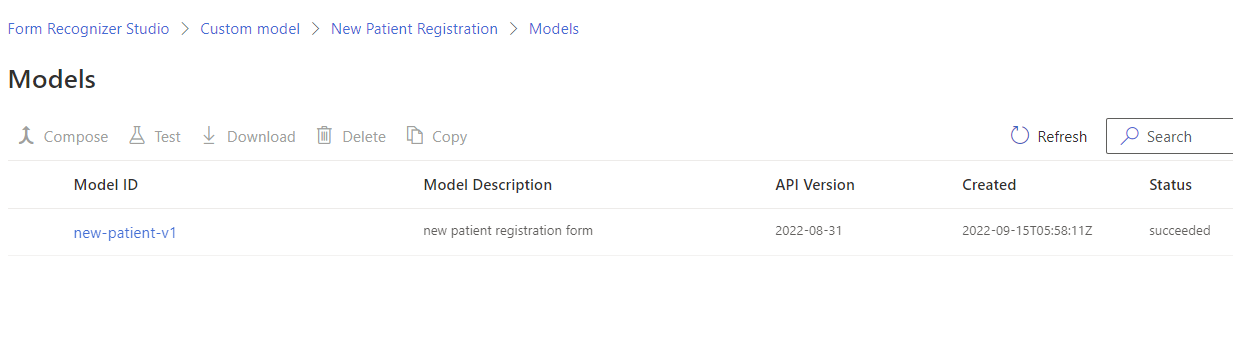 Form Recognizer Studio > Custom model > New Patient Registration > Models
Models
Compose Test Download Delete Copy Refresh Search
Model ID Model Description API Version Created Status
new-patient-v1 new patient registration form 2022-08-31 2022-09-15T05:58:11Z succeeded